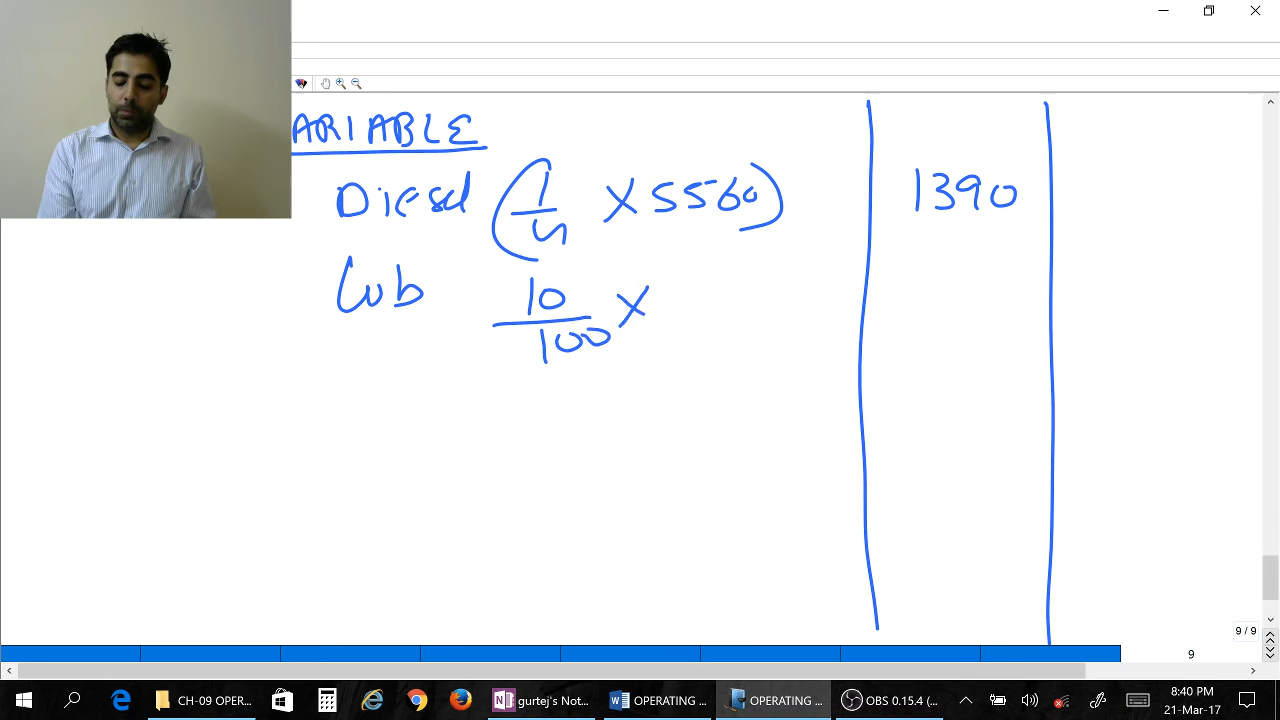 ARIABLE
Diesel (1/4 X 5560) 1390
Lub 10/100 X
9 / 9
9
CH-09 OPER...
gurtej's Not...
OPERATING ...
OPERATING ...
OBS 0.15.4 (...
8:40 PM
21-Mar-17